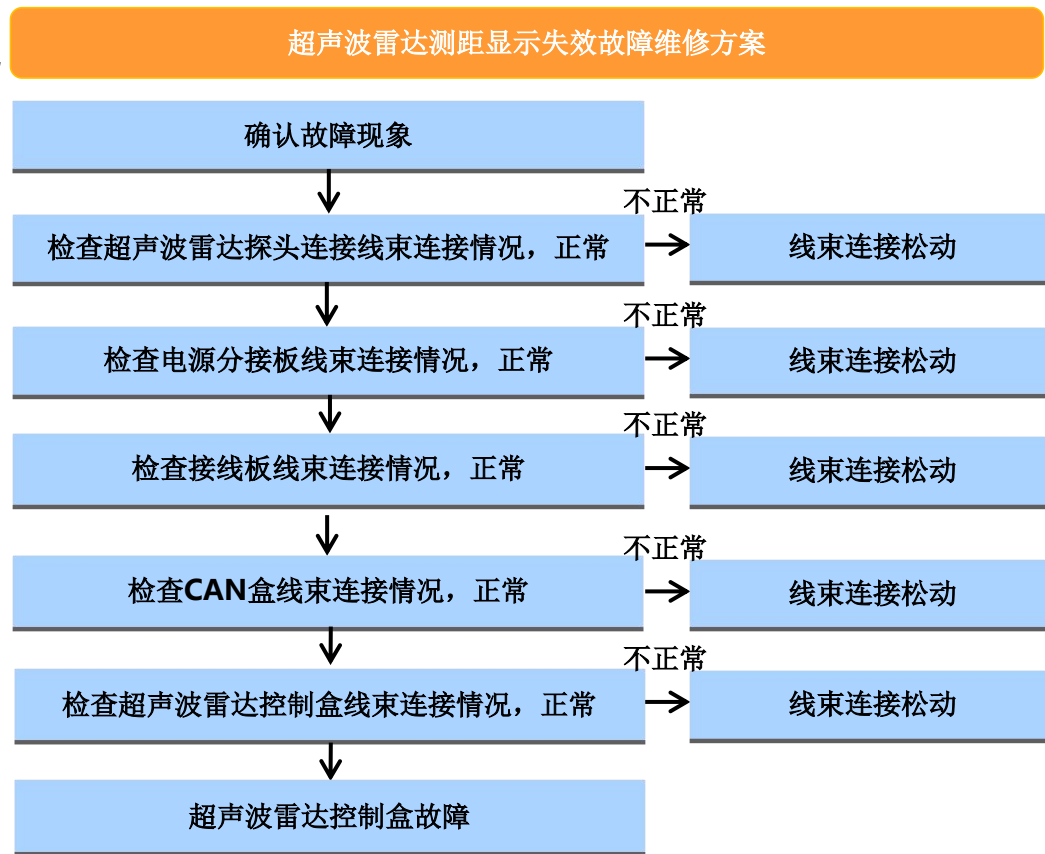 超声波雷达测距显示失效故障维修方案
确认故障现象
不正常
检查超声波雷达探头连接线束连接情况，正常
线束连接松动
不正常
检查电源分接板线束连接情况，正常
线束连接松动
不正常
检查接线板线束连接情况，正常
线束连接松动
不正常
检查CAN盒线束连接情况，正常
线束连接松动
不正常
检查超声波雷达控制盒线束连接情况，正常
线束连接松动
超声波雷达控制盒故障